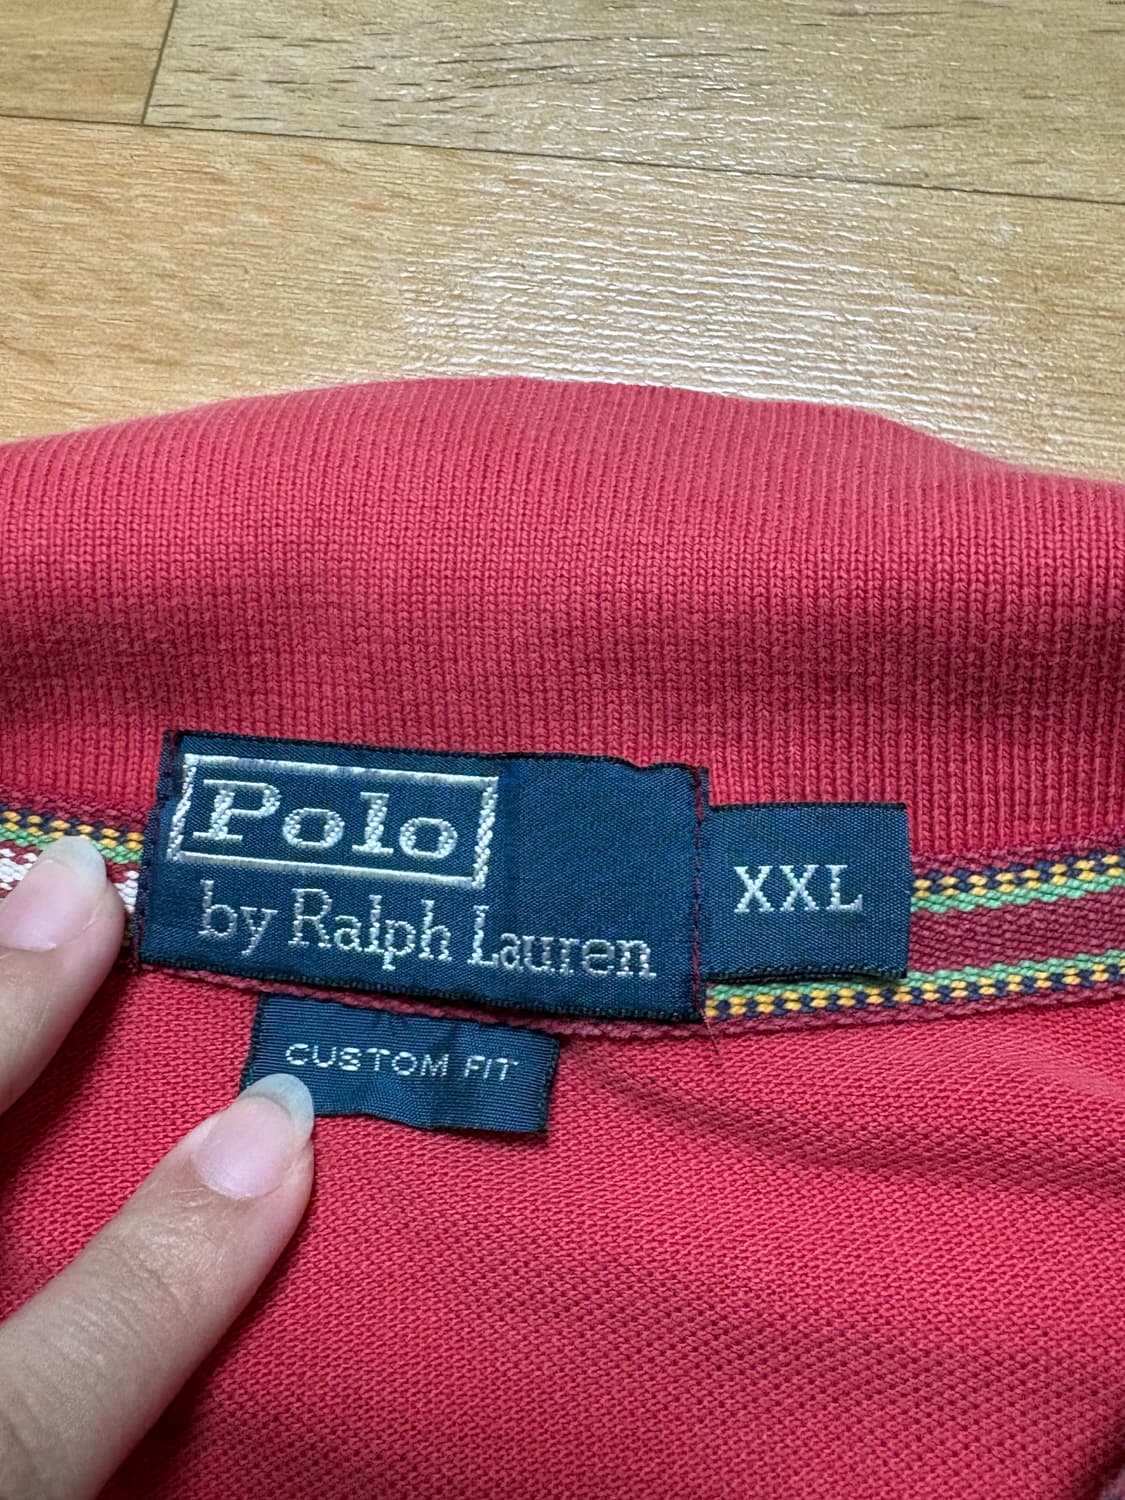 Polo
by Ralph Lauren
XXL
CUSTOM FIT